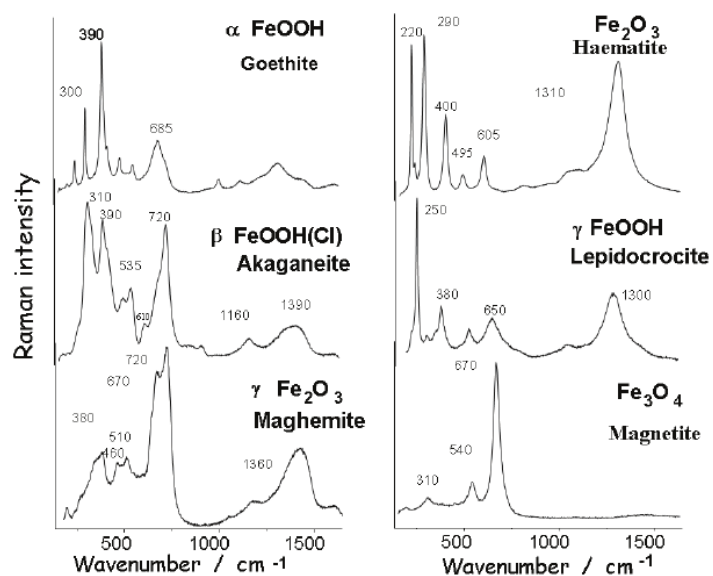 Raman intensity
390
α FeOOH
Goethite
300
685
310
390
720
β FeOOH(Cl)
Akaganeite
535
610
1160
1390
720
670
γ Fe2O3
Maghemite
380
510
460
1360
500
1000
1500
Wavenumber / cm -1
290
220
Fe2O3
Haematite
1310
400
495
605
250
γ FeOOH
Lepidocrocite
380
650
1300
670
Fe3O4
Magnetite
540
310
500
1000
1500
Wavenumber / cm -1